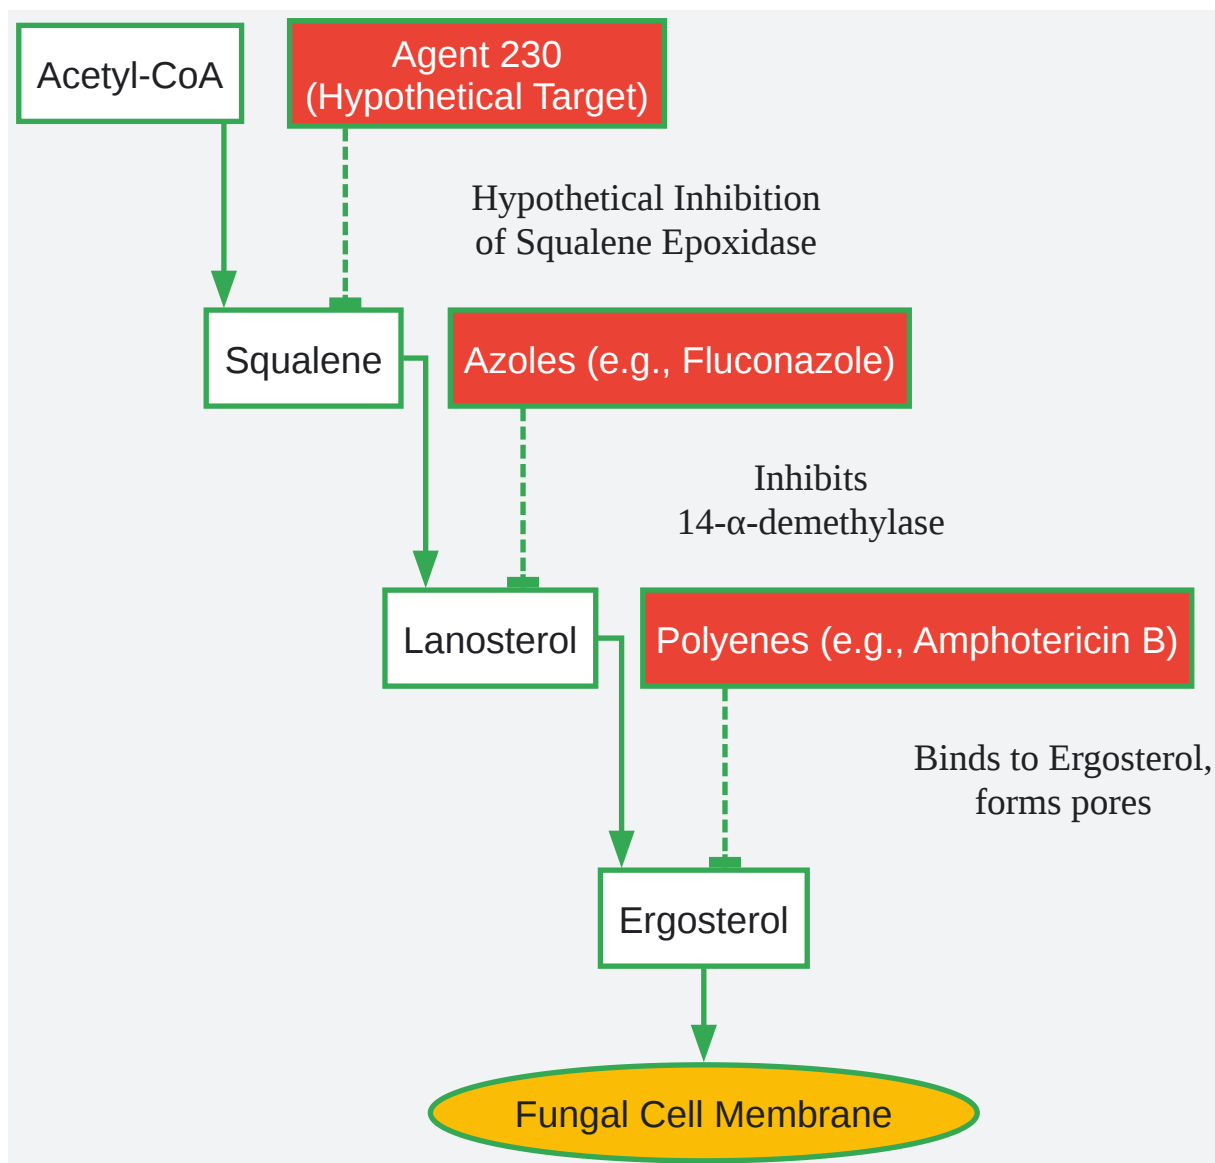 Acetyl-CoA
Agent 230
(Hypothetical Target)
Hypothetical Inhibition
of Squalene Epoxidase
Squalene
Azoles (e.g., Fluconazole)
Inhibits
14-α-demethylase
Lanosterol
Polyenes (e.g., Amphotericin B)
Binds to Ergosterol,
forms pores
Ergosterol
Fungal Cell Membrane